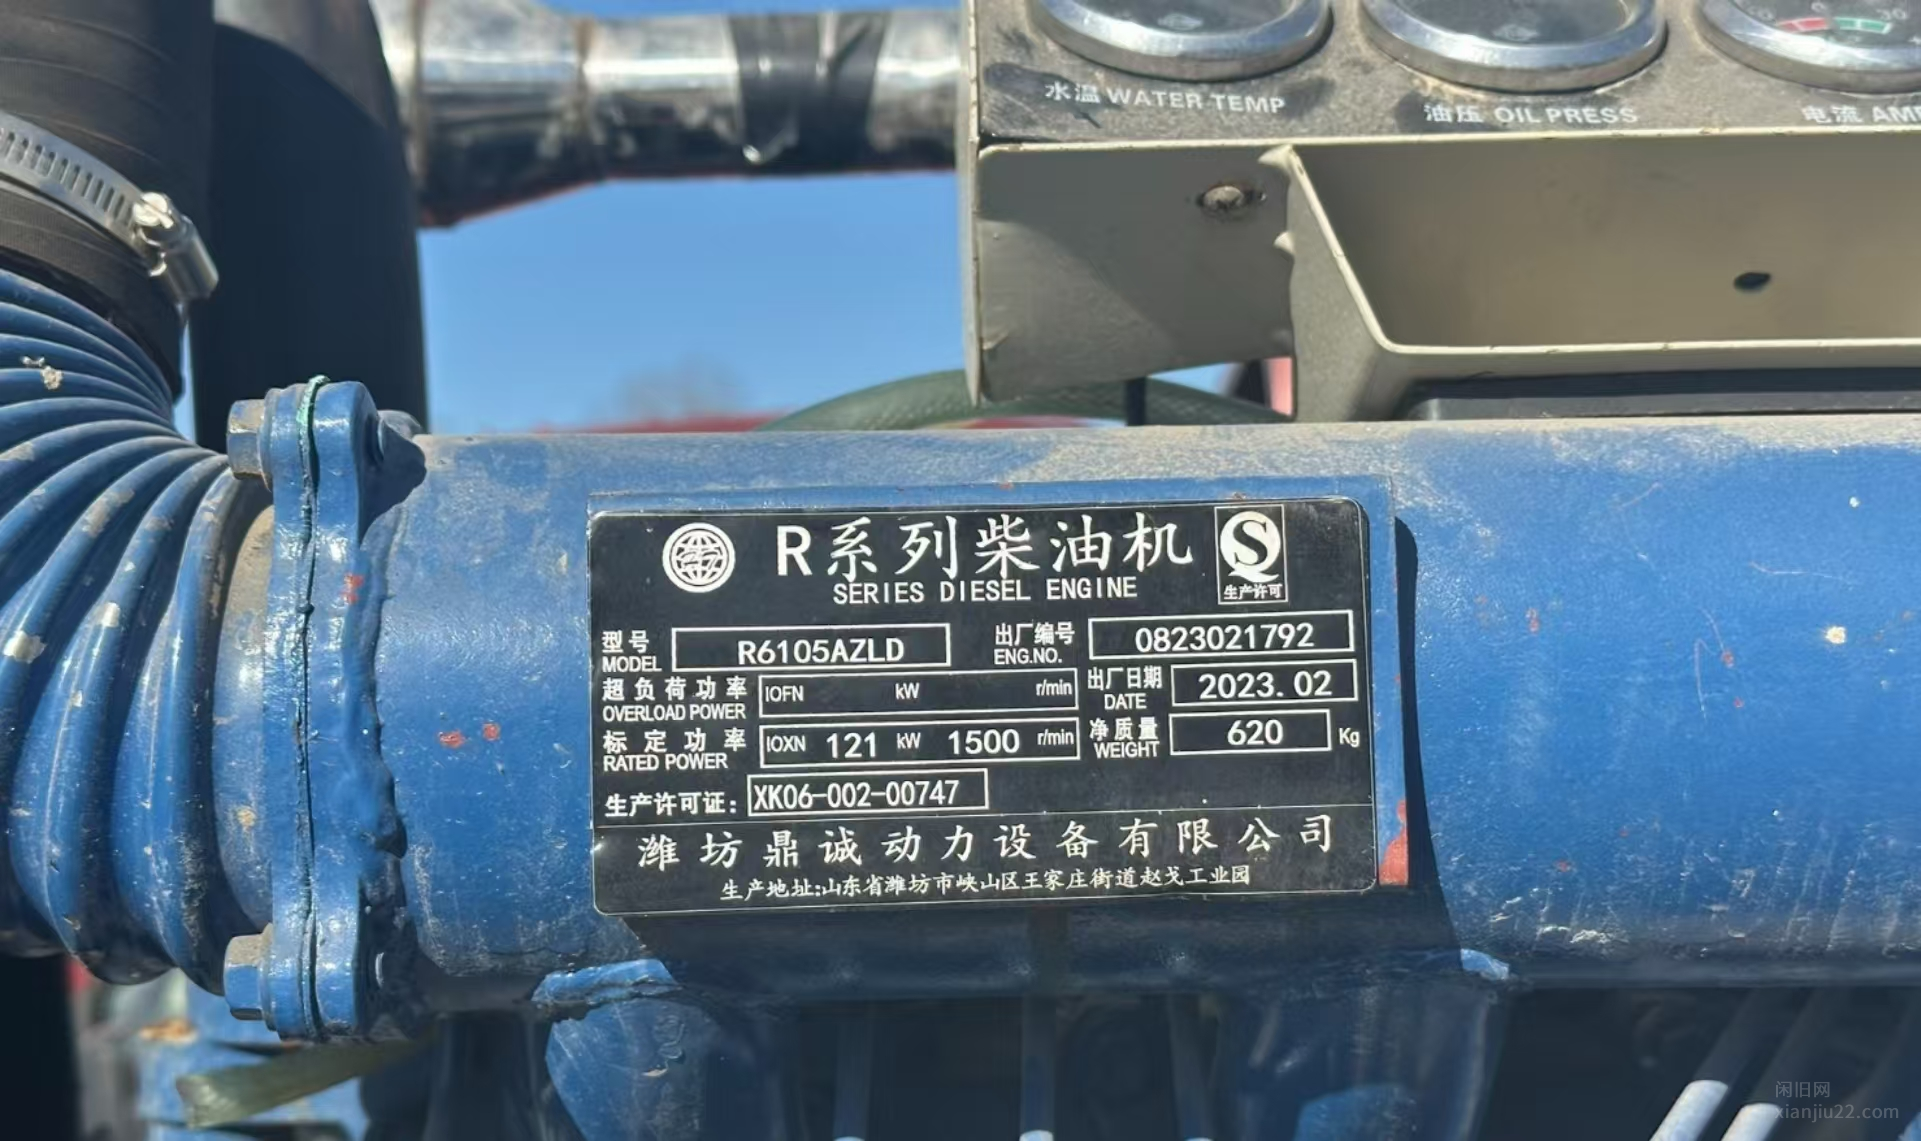 0 30
水温 WATER TEMP
油压 OIL PRESS
电流
R系列柴油机
SERIES DIESEL ENGINE
S
生产许可
型号 MODEL R6105AZLD
出厂编号 ENG.NO. 0823021792
超负荷功率 OVERLOAD POWER IOFN kW r/min
出厂日期 DATE 2023.02
标定功率 RATED POWER IOXN 121 kW 1500 r/min
净质量 WEIGHT 620 Kg
生产许可证: XK06-002-00747
潍坊鼎诚动力设备有限公司
生产地址:山东省潍坊市峡山区王家庄街道赵戈工业园
闲旧网
xianjiu22.com